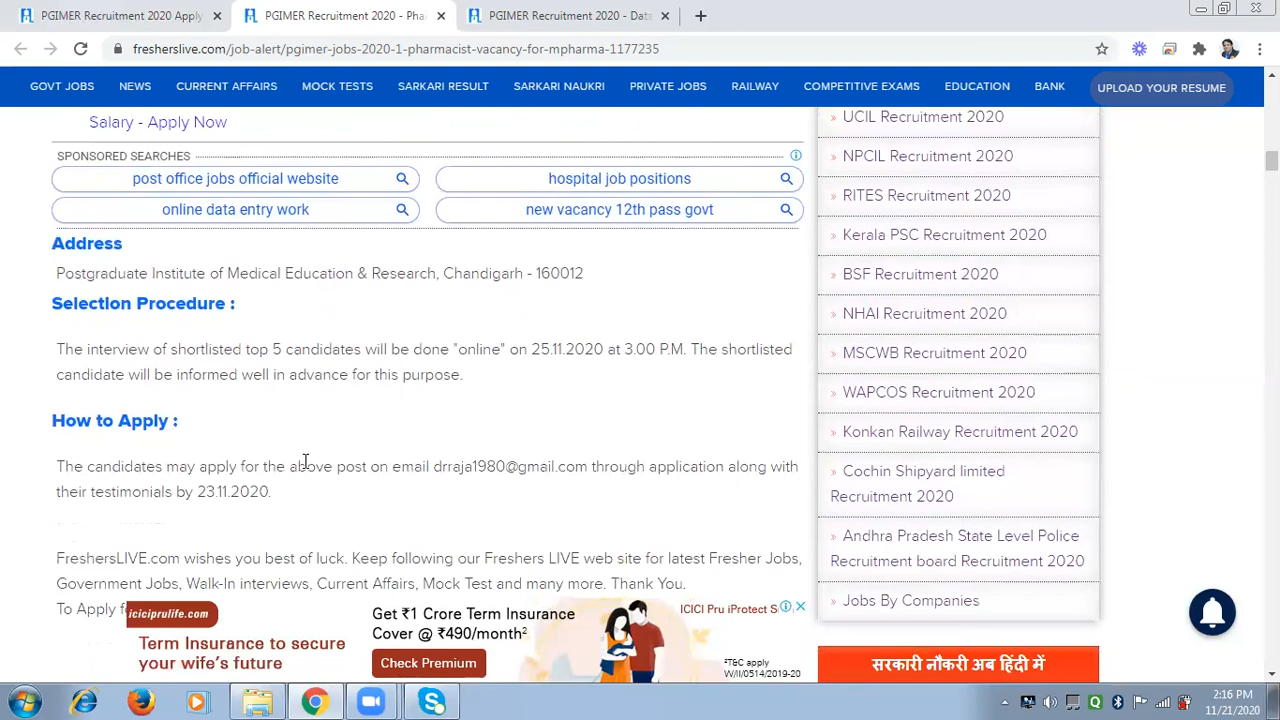 PGIMER Recruitment 2020 Apply
PGIMER Recruitment 2020 - Pha
PGIMER Recruitment 2020 - Dat
fresherslive.com/job-alert/pgimer-jobs-2020-1-pharmacist-vacancy-for-mpharma-1177235
GOVT JOBS NEWS CURRENT AFFAIRS MOCK TESTS SARKARI RESULT SARKARI NAUKRI PRIVATE JOBS RAILWAY COMPETITIVE EXAMS EDUCATION BANK UPLOAD YOUR RESUME
Salary - Apply Now
SPONSORED SEARCHES
post office jobs official website
hospital job positions
online data entry work
new vacancy 12th pass govt
Address
Postgraduate Institute of Medical Education & Research, Chandigarh - 160012
Selection Procedure :
The interview of shortlisted top 5 candidates will be done "online" on 25.11.2020 at 3.00 P.M. The shortlisted
candidate will be informed well in advance for this purpose.
How to Apply :
The candidates may apply for the above post on email drraja1980@gmail.com through application along with
their testimonials by 23.11.2020.
FreshersLIVE.com wishes you best of luck. Keep following our Freshers LIVE web site for latest Fresher Jobs,
Government Jobs, Walk-In interviews, Current Affairs, Mock Test and many more. Thank You.
To Apply f
UCIL Recruitment 2020
» NPCIL Recruitment 2020
» RITES Recruitment 2020
» Kerala PSC Recruitment 2020
» BSF Recruitment 2020
» NHAI Recruitment 2020
» MSCWB Recruitment 2020
» WAPCOS Recruitment 2020
» Konkan Railway Recruitment 2020
» Cochin Shipyard limited
Recruitment 2020
» Andhra Pradesh State Level Police
Recruitment board Recruitment 2020
» Jobs By Companies
सरकारी नौकरी अब हिंदी में
iciciprulife.com
Term Insurance to secure
your wife's future
Get ₹1 Crore Term Insurance
Cover @ ₹490/month²
Check Premium
ICICI Pru iProtect S
²T&C apply
W/II/0514/2019-20
2:16 PM
11/21/2020